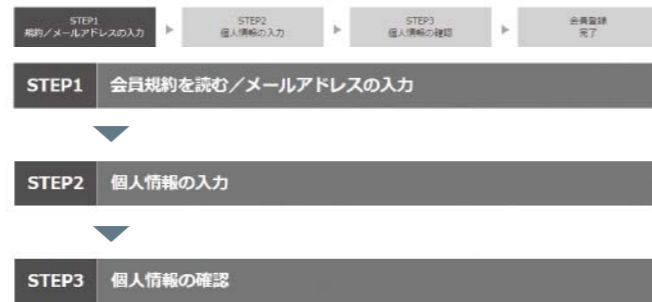 STEP1
規約/メールアドレスの入力
STEP2
個人情報の入力
STEP3
個人情報の確認
会員登録
完了
STEP1 会員規約を読む/メールアドレスの入力
STEP2 個人情報の入力
STEP3 個人情報の確認